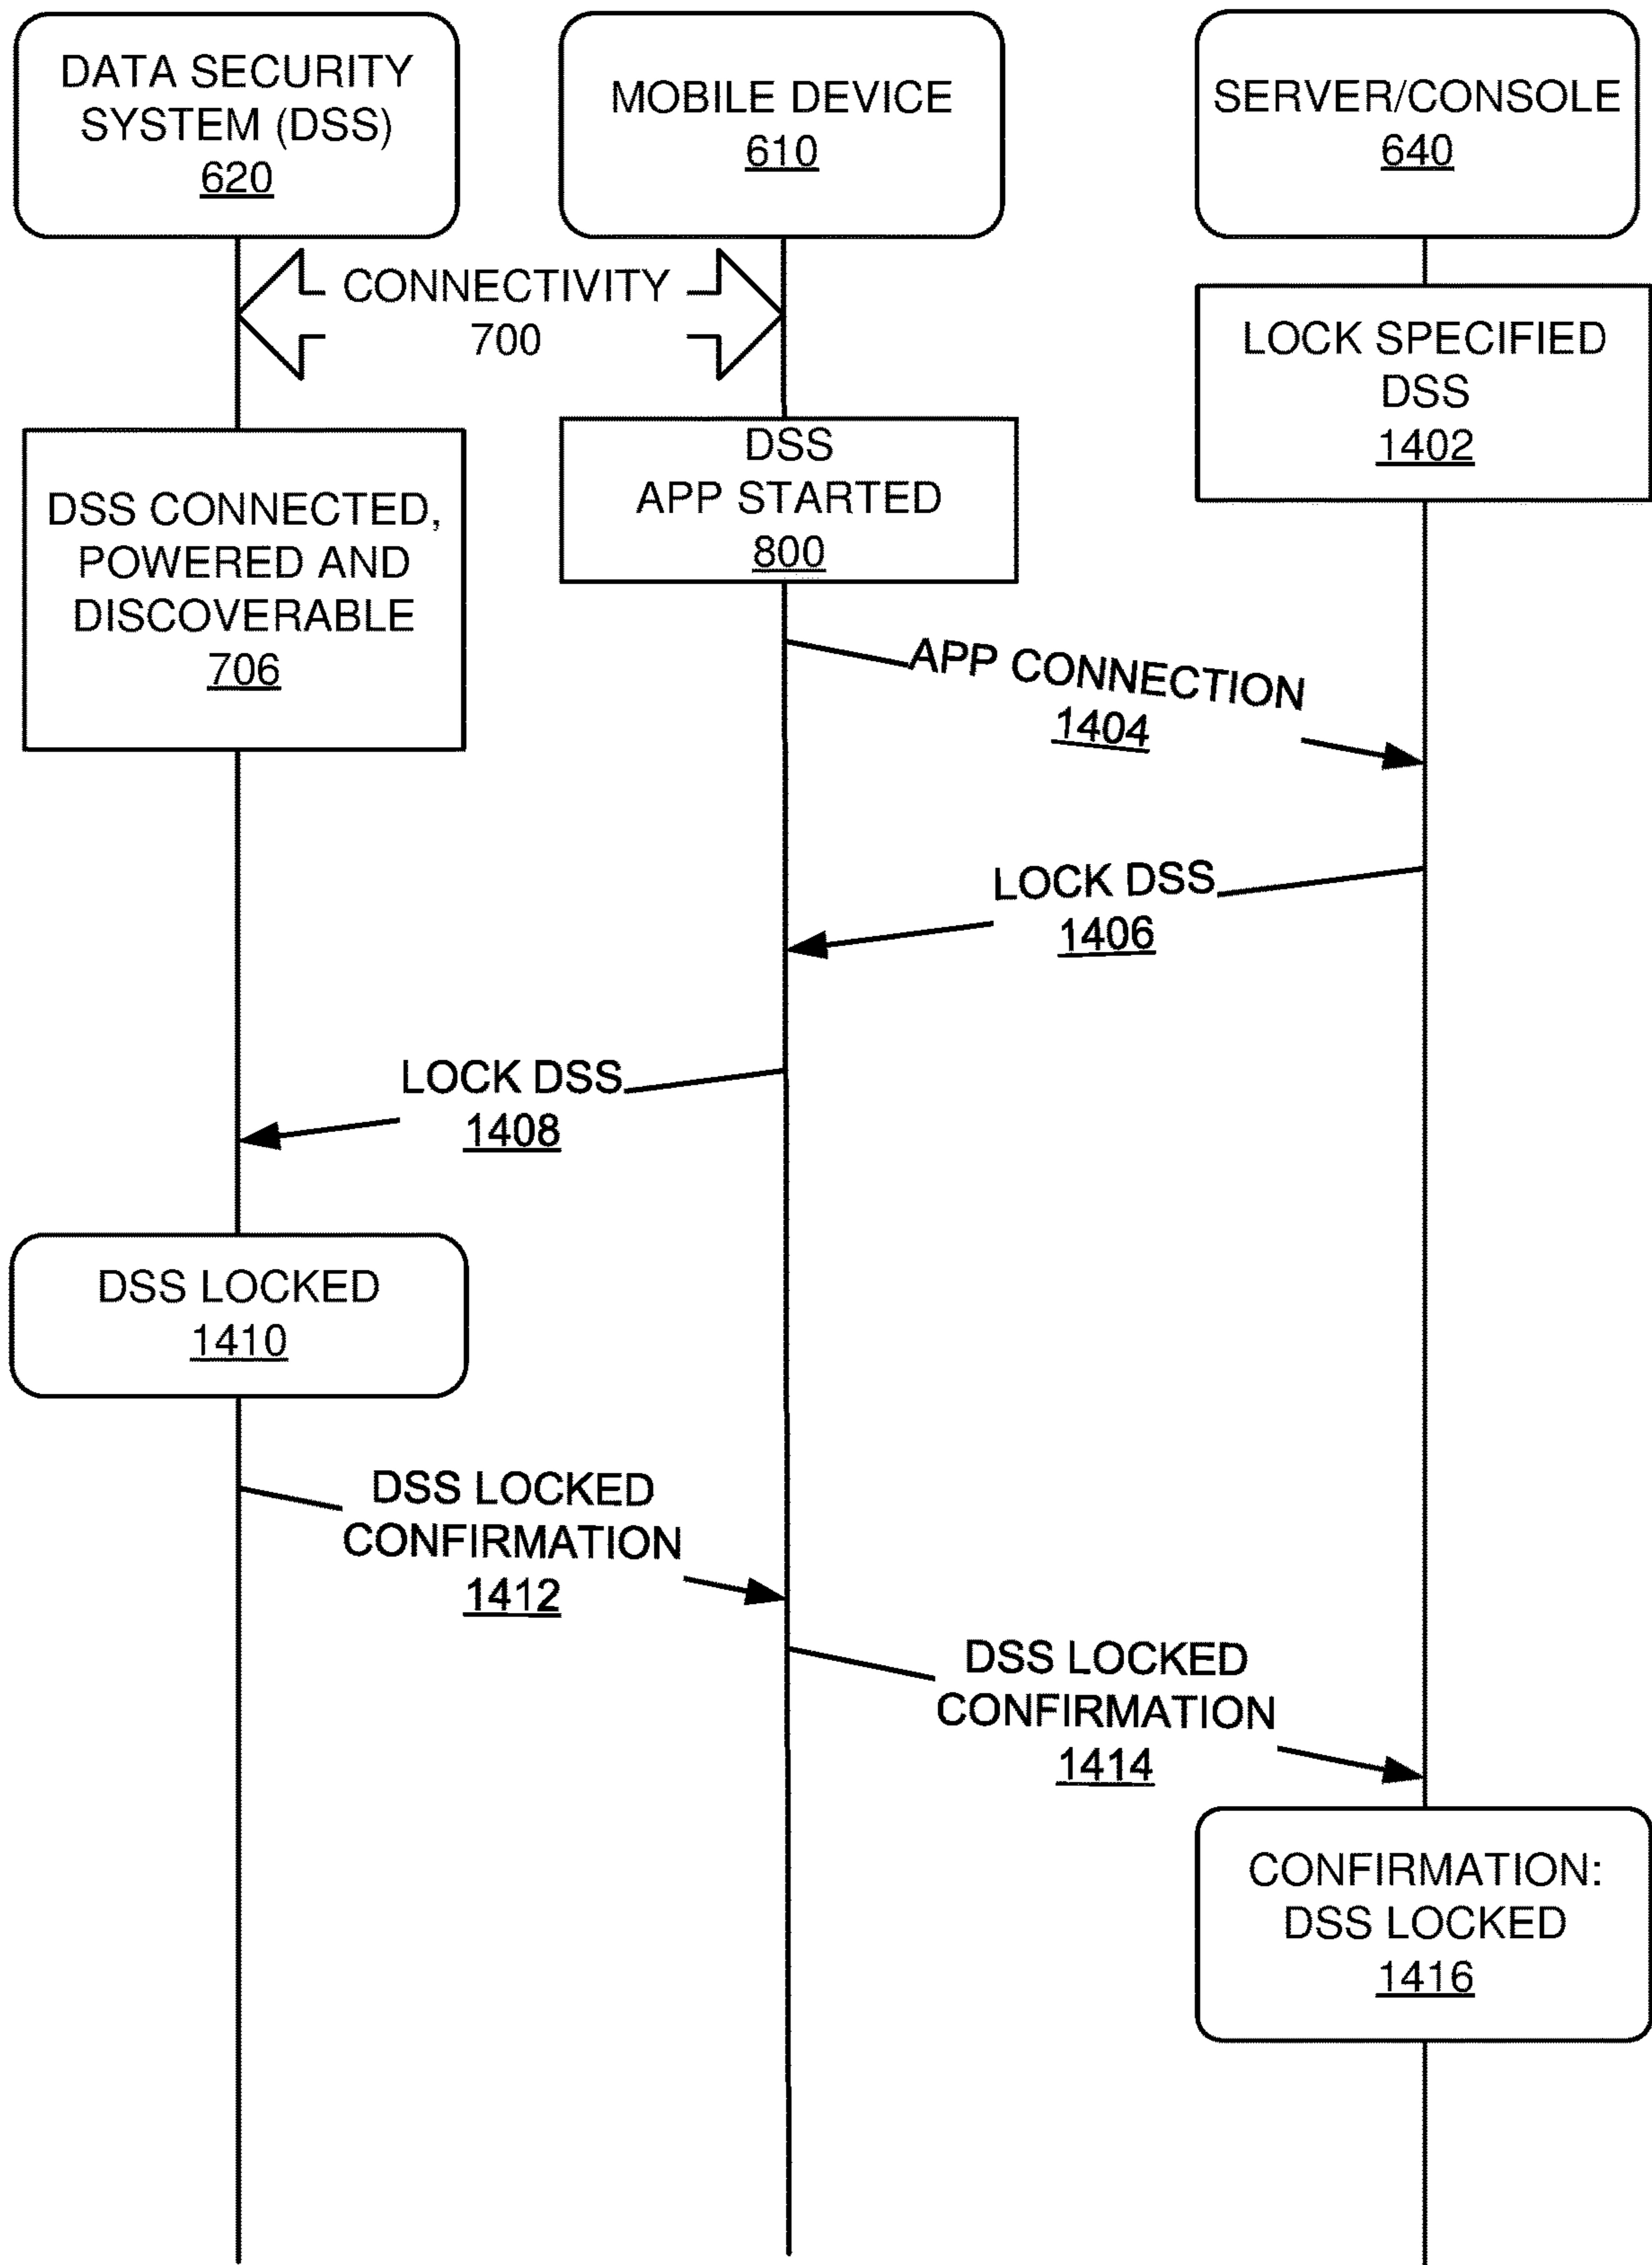 DATA SECURITY
SYSTEM (DSS)
620
MOBILE DEVICE
610
SERVER/CONSOLE
640
CONNECTIVITY
700
LOCK SPECIFIED
DSS
1402
DSS
APP STARTED
800
DSS CONNECTED,
POWERED AND
DISCOVERABLE
706
APP CONNECTION
1404
LOCK DSS
1406
LOCK DSS
1408
DSS LOCKED
1410
DSS LOCKED
CONFIRMATION
1412
DSS LOCKED
CONFIRMATION
1414
CONFIRMATION:
DSS LOCKED
1416